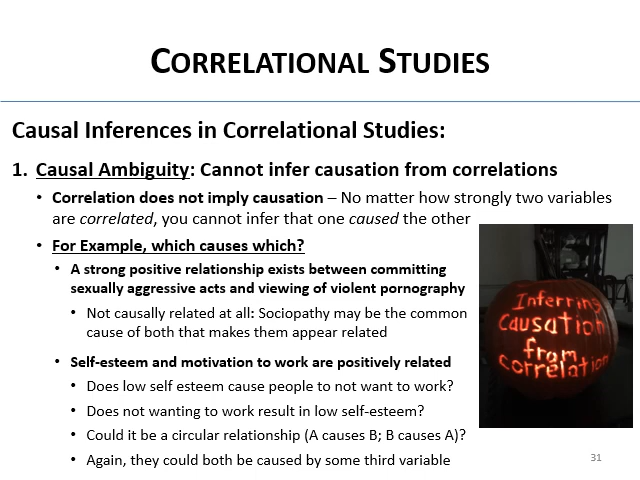 CORRELATIONAL STUDIES
Causal Inferences in Correlational Studies:
1. Causal Ambiguity: Cannot infer causation from correlations
• Correlation does not imply causation – No matter how strongly two variables
are correlated, you cannot infer that one caused the other
• For Example, which causes which?
• A strong positive relationship exists between committing
sexually aggressive acts and viewing of violent pornography
• Not causally related at all: Sociopathy may be the common
cause of both that makes them appear related
• Self-esteem and motivation to work are positively related
• Does low self esteem cause people to not want to work?
• Does not wanting to work result in low self-esteem?
• Could it be a circular relationship (A causes B; B causes A)?
• Again, they could both be caused by some third variable
Inferring
Causation
from
Correlation
31